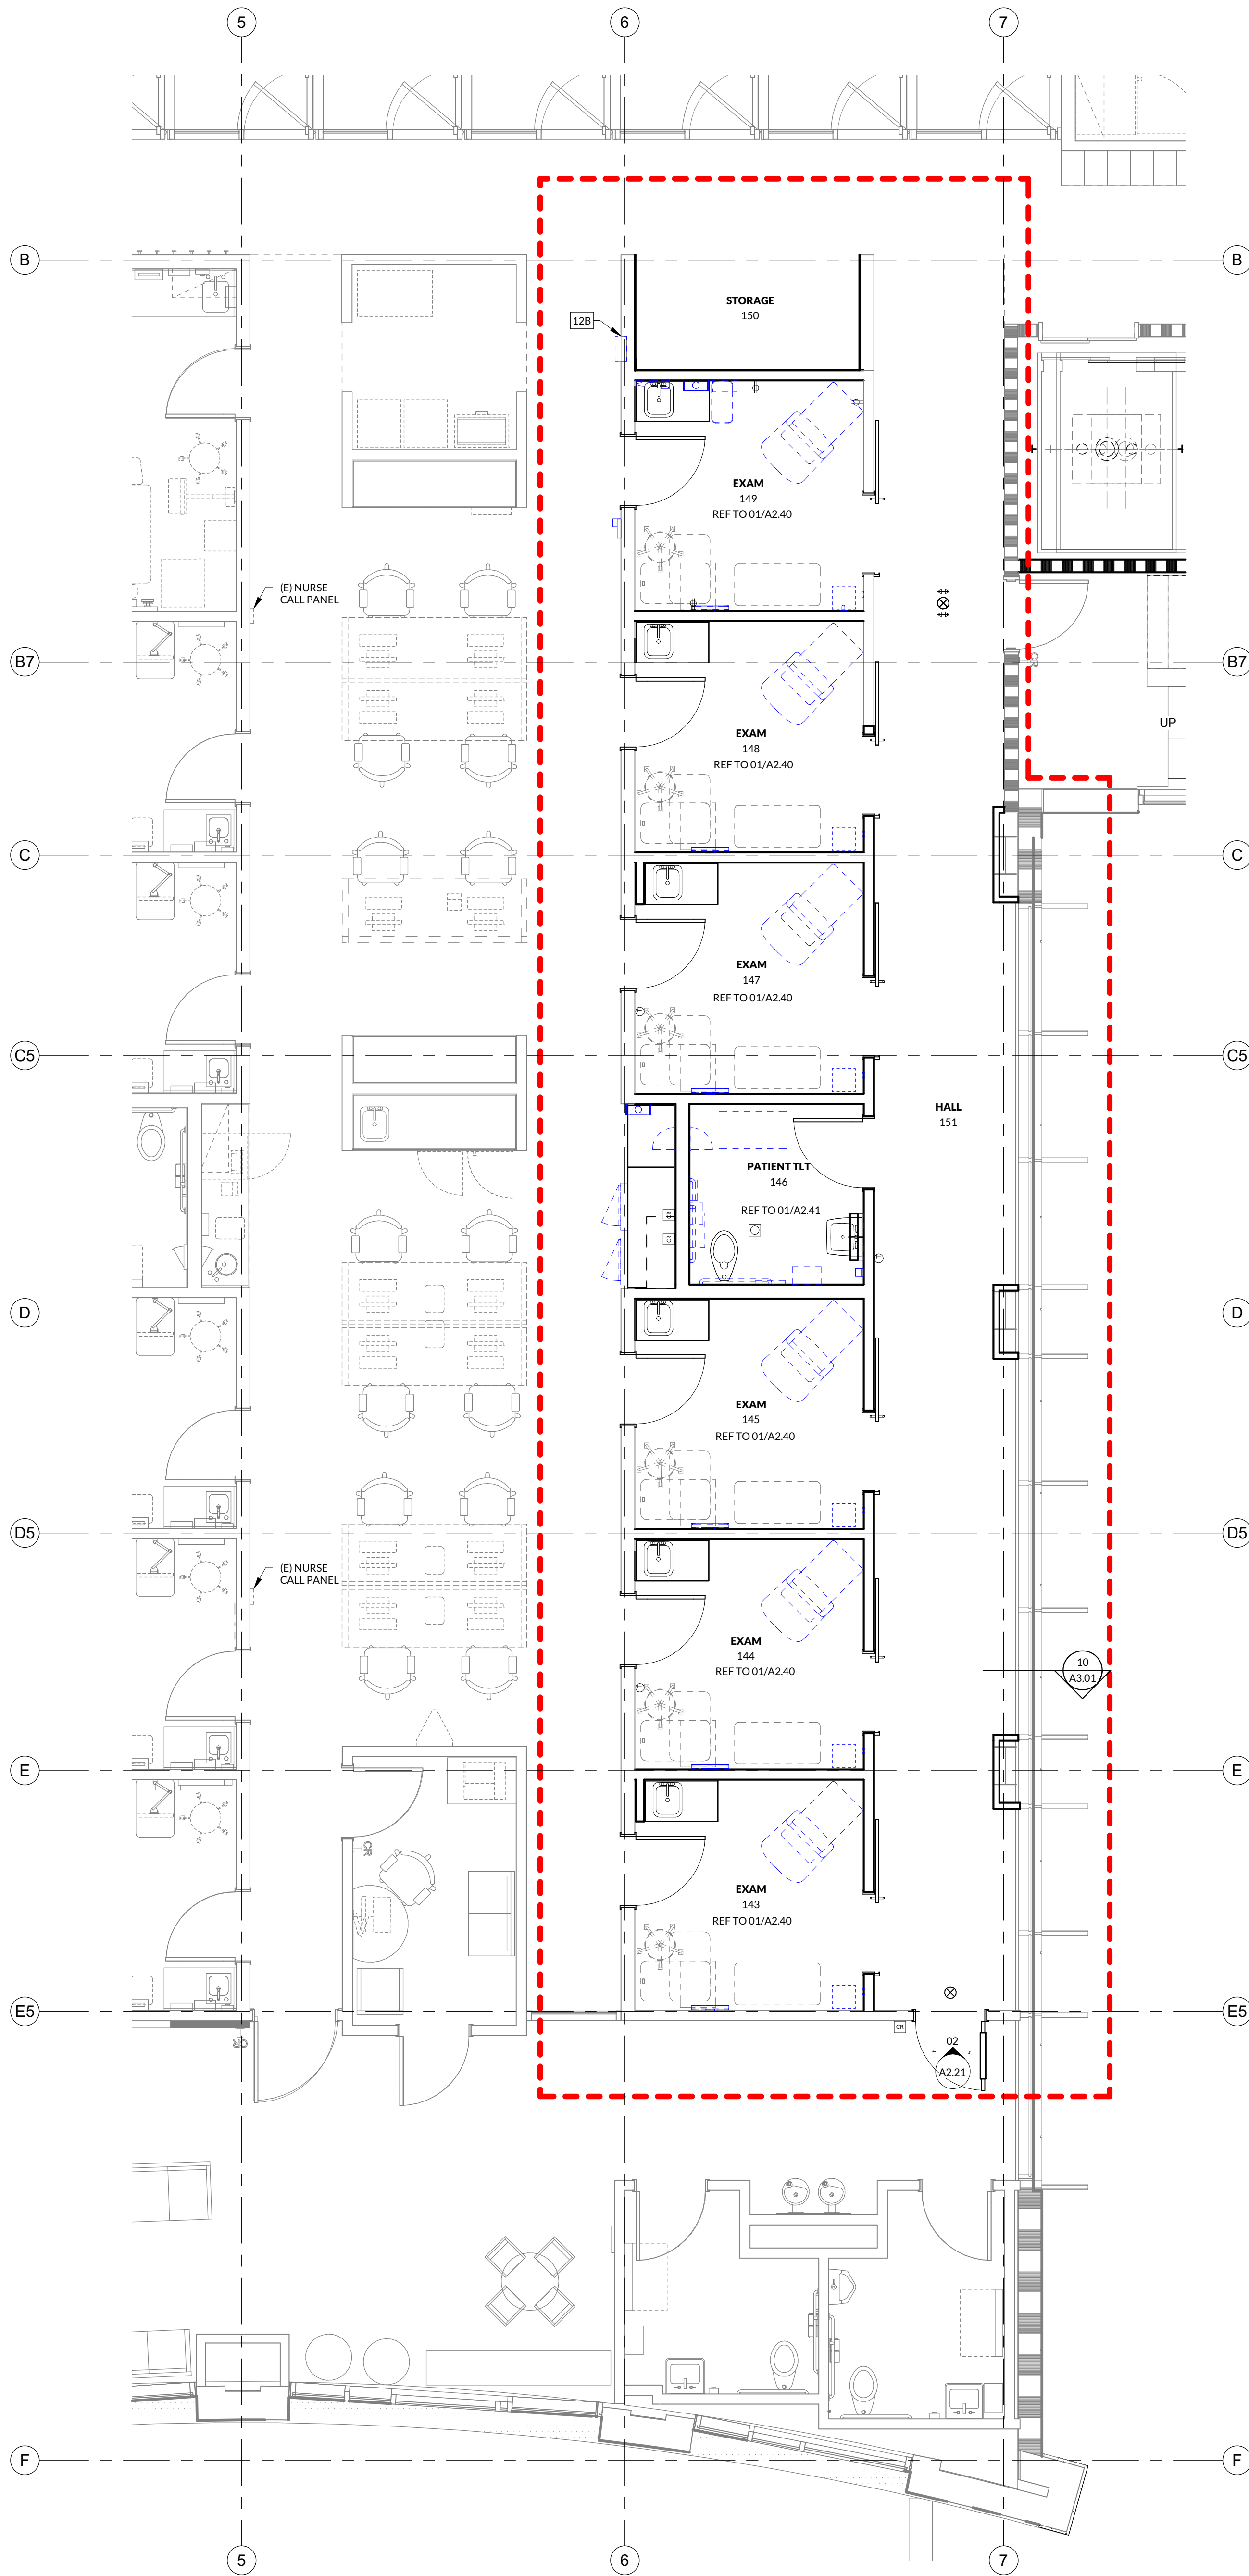 5
6
7
B
B
STORAGE
150
12B
EXAM
149
REF TO 01/A2.40
(E) NURSE
CALL PANEL
B7
B7
CR
UP
EXAM
148
REF TO 01/A2.40
C
C
EXAM
147
REF TO 01/A2.40
C5
C5
HALL
151
PATIENT TLT
146
REF TO 01/A2.41
CR
CR
D
D
EXAM
145
REF TO 01/A2.40
D5
D5
(E) NURSE
CALL PANEL
EXAM
144
REF TO 01/A2.40
10
A3.01
E
E
CR
EXAM
143
REF TO 01/A2.40
E5
E5
CR
CR
02
A2.21
F
F
5
6
7